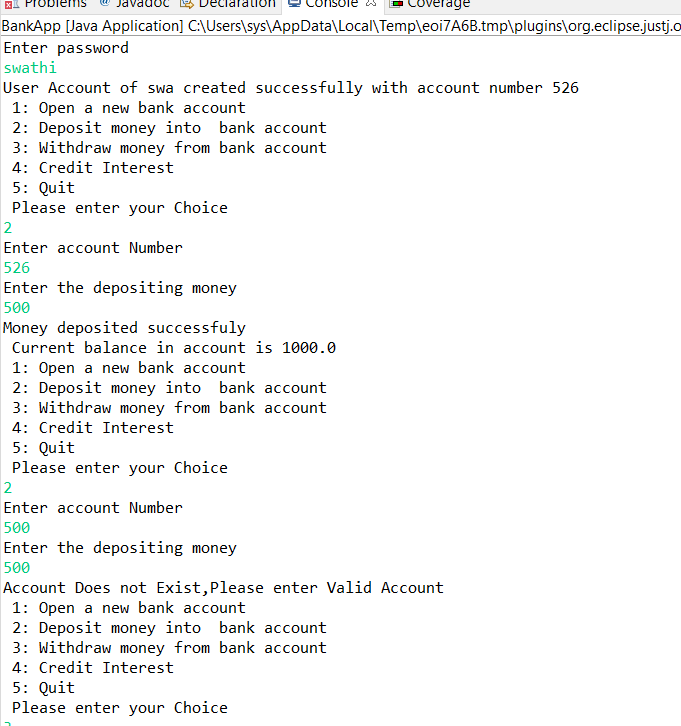 Problems @ Javadoc Declaration Console Coverage
BankApp [Java Application] C:\Users\sys\AppData\Local\Temp\eoi7A6B.tmp\plugins\org.eclipse.justj.o
Enter password
swathi
User Account of swa created successfully with account number 526
1: Open a new bank account
2: Deposit money into  bank account
3: Withdraw money from bank account
4: Credit Interest
5: Quit
Please enter your Choice
2
Enter account Number
526
Enter the depositing money
500
Money deposited successfuly
Current balance in account is 1000.0
1: Open a new bank account
2: Deposit money into  bank account
3: Withdraw money from bank account
4: Credit Interest
5: Quit
Please enter your Choice
2
Enter account Number
500
Enter the depositing money
500
Account Does not Exist,Please enter Valid Account
1: Open a new bank account
2: Deposit money into  bank account
3: Withdraw money from bank account
4: Credit Interest
5: Quit
Please enter your Choice